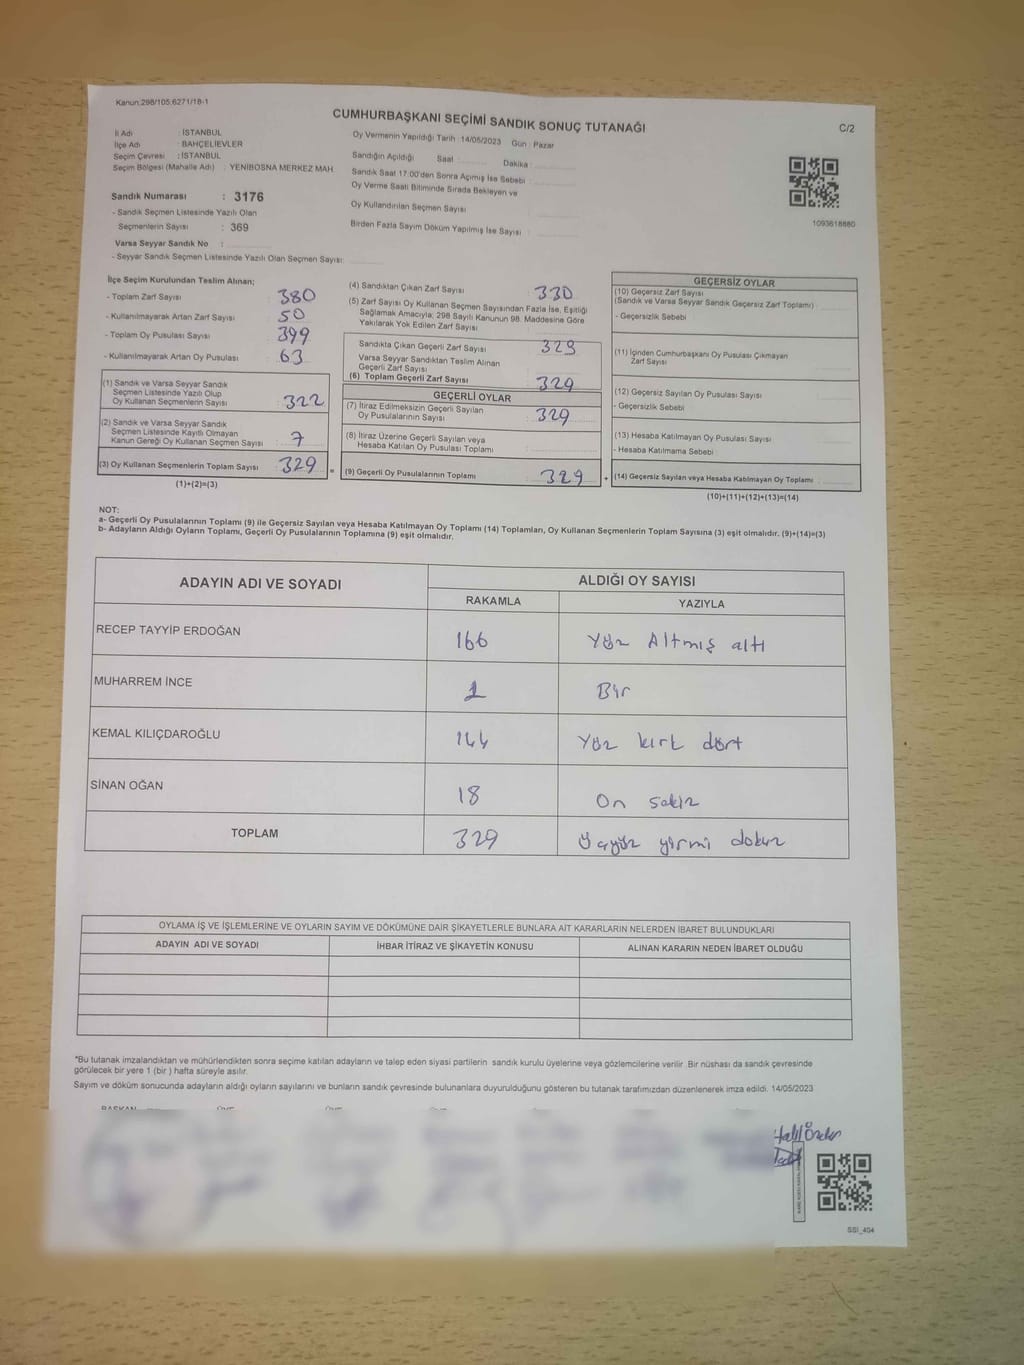 Kanun:298/105;6271/18-1
CUMHURBAŞKANI SEÇİMİ SANDIK SONUÇ TUTANAĞI
C/2
İl Adı : İSTANBUL
İlçe Adı : BAHÇELİEVLER
Seçim Çevresi : İSTANBUL
Seçim Bölgesi (Mahalle Adı) : YENİBOSNA MERKEZ MAH
Sandık Numarası : 3176
- Sandık Seçmen Listesinde Yazılı Olan
Seçmenlerin Sayısı : 369
Varsa Seyyar Sandık No :
- Seyyar Sandık Seçmen Listesinde Yazılı Olan Seçmen Sayısı:
Oy Vermenin Yapıldığı Tarih :14/05/2023 Gün : Pazar
Sandığın Açıldığı Saat : Dakika :
Sandık Saat 17.00'den Sonra Açımış İse Sebebi :
Oy Verme Saati Bitiminde Sırada Bekleyen ve
Oy Kullandırılan Seçmen Sayısı
Birden Fazla Sayım Döküm Yapılmış İse Sayısı :
1093618880
İlçe Seçim Kurulundan Teslim Alınan;
- Toplam Zarf Sayısı : 380
- Kullanılmayarak Artan Zarf Sayısı : 50
- Toplam Oy Pusulası Sayısı : 399
- Kullanılmayarak Artan Oy Pusulası : 63
(1) Sandık ve Varsa Seyyar Sandık
Seçmen Listesinde Yazılı Olup
Oy Kullanan Seçmenlerin Sayısı : 322
(2) Sandık ve Varsa Seyyar Sandık
Seçmen Listesinde Kayıtlı Olmayan
Kanun Gereği Oy Kullanan Seçmen Sayısı : 7
(3) Oy Kullanan Seçmenlerin Toplam Sayısı : 329
(1)+(2)=(3)
(4) Sandıktan Çıkan Zarf Sayısı : 330
(5) Zarf Sayısı Oy Kullanan Seçmen Sayısından Fazla İse, Eşitliği
Sağlamak Amacıyla; 298 Sayılı Kanunun 98. Maddesine Göre
Yakılarak Yok Edilen Zarf Sayısı
Sandıkta Çıkan Geçerli Zarf Sayısı : 329
Varsa Seyyar Sandıktan Teslim Alınan
Geçerli Zarf Sayısı
(6) Toplam Geçerli Zarf Sayısı : 329
GEÇERLİ OYLAR
(7) İtiraz Edilmeksizin Geçerli Sayılan
Oy Pusulalarının Sayısı : 329
(8) İtiraz Üzerine Geçerli Sayılan veya
Hesaba Katılan Oy Pusulası Toplamı
(9) Geçerli Oy Pusulalarının Toplamı : 329
GEÇERSİZ OYLAR
(10) Geçersiz Zarf Sayısı
(Sandık ve Varsa Seyyar Sandık Geçersiz Zarf Toplamı)
- Geçersizlik Sebebi :
(11) İçinden Cumhurbaşkanı Oy Pusulası Çıkmayan
Zarf Sayısı
(12) Geçersiz Sayılan Oy Pusulası Sayısı :
- Geçersizlik Sebebi
(13) Hesaba Katılmayan Oy Pusulası Sayısı :
- Hesaba Katılmama Sebebi
(14) Geçersiz Sayılan veya Hesaba Katılmayan Oy Toplamı :
(10)+(11)+(12)+(13)=(14)
NOT:
a- Geçerli Oy Pusulalarının Toplamı (9) ile Geçersiz Sayılan veya Hesaba Katılmayan Oy Toplamı (14) Toplamları, Oy Kullanan Seçmenlerin Toplam Sayısına (3) eşit olmalıdır. (9)+(14)=(3)
b- Adayların Aldığı Oyların Toplamı, Geçerli Oy Pusulalarının Toplamına (9) eşit olmalıdır.
ADAYIN ADI VE SOYADI
ALDIĞI OY SAYISI
RAKAMLA YAZIYLA
RECEP TAYYİP ERDOĞAN 166 Yüz Altmış altı
MUHARREM İNCE 1 Bir
KEMAL KILIÇDAROĞLU 144 Yüz kırk dört
SİNAN OĞAN 18 On sekiz
TOPLAM 329 Üçyüz yirmi dokuz
OYLAMA İŞ VE İŞLEMLERİNE VE OYLARIN SAYIM VE DÖKÜMÜNE DAİR ŞİKAYETLERLE BUNLARA AİT KARARLARIN NELERDEN İBARET BULUNDUKLARI
ADAYIN ADI VE SOYADI İHBAR İTİRAZ VE ŞİKAYETİN KONUSU ALINAN KARARIN NEDEN İBARET OLDUĞU
*Bu tutanak imzalandıktan ve mühürlendikten sonra seçime katılan adayların ve talep eden siyasi partilerin sandık kurulu üyelerine veya gözlemcilerine verilir. Bir nüshası da sandık çevresinde
görülecek bir yere 1 (bir ) hafta süreyle asılır.
Sayım ve döküm sonucunda adayların aldığı oyların sayılarını ve bunların sandık çevresinde bulunanlara duyurulduğunu gösteren bu tutanak tarafımızdan düzenlenerek imza edildi. 14/05/2023
BAŞKAN
SSI_404